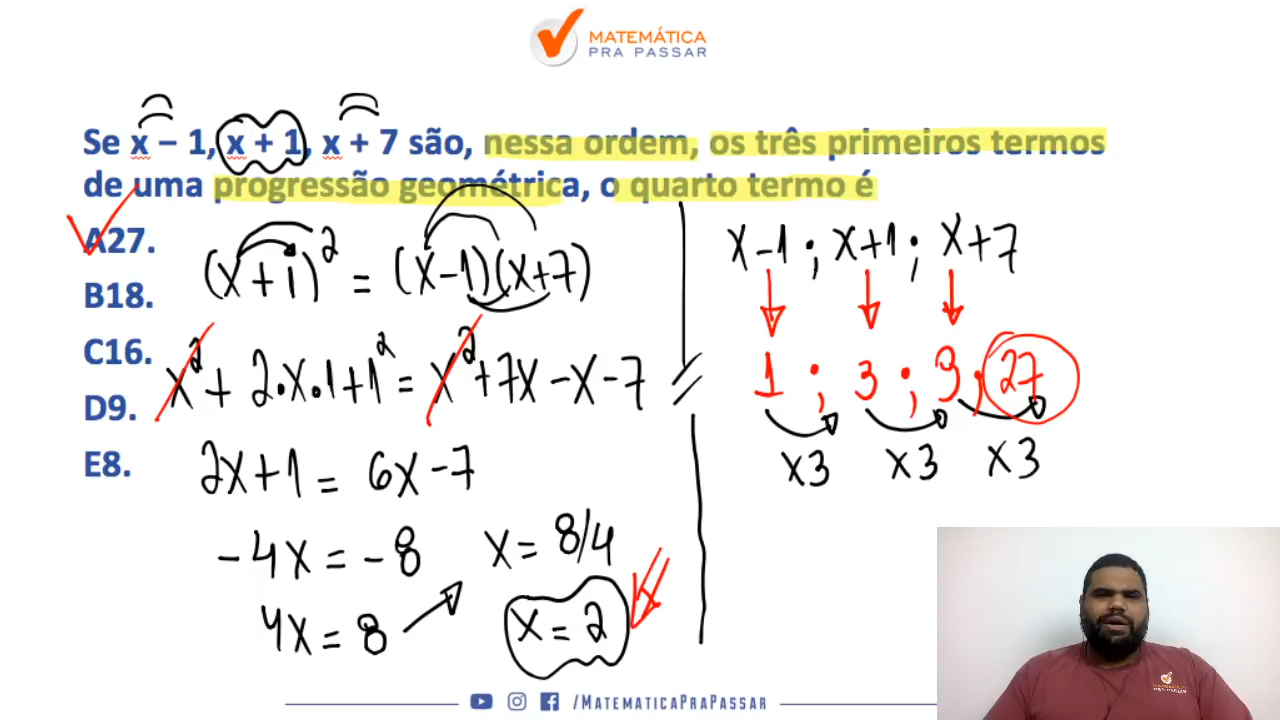 MATEMÁTICA
PRA PASSAR
Se x – 1, x + 1, x + 7 são, nessa ordem, os três primeiros termos
de uma progressão geométrica, o quarto termo é
A27.
B18.
C16.
D9.
E8.
(x+1)² = (x-1)(x+7)
x² + 2·x·1+1² = x²+7x-x-7
2x+1 = 6x-7
-4x = -8
4x = 8
x = 8/4
x = 2
x-1 ; x+1 ; x+7
1 ; 3 ; 9 ; 27
x3 x3 x3
/MATEMATICAPRAPASSAR
MATEMÁTICA
PRA PASSAR